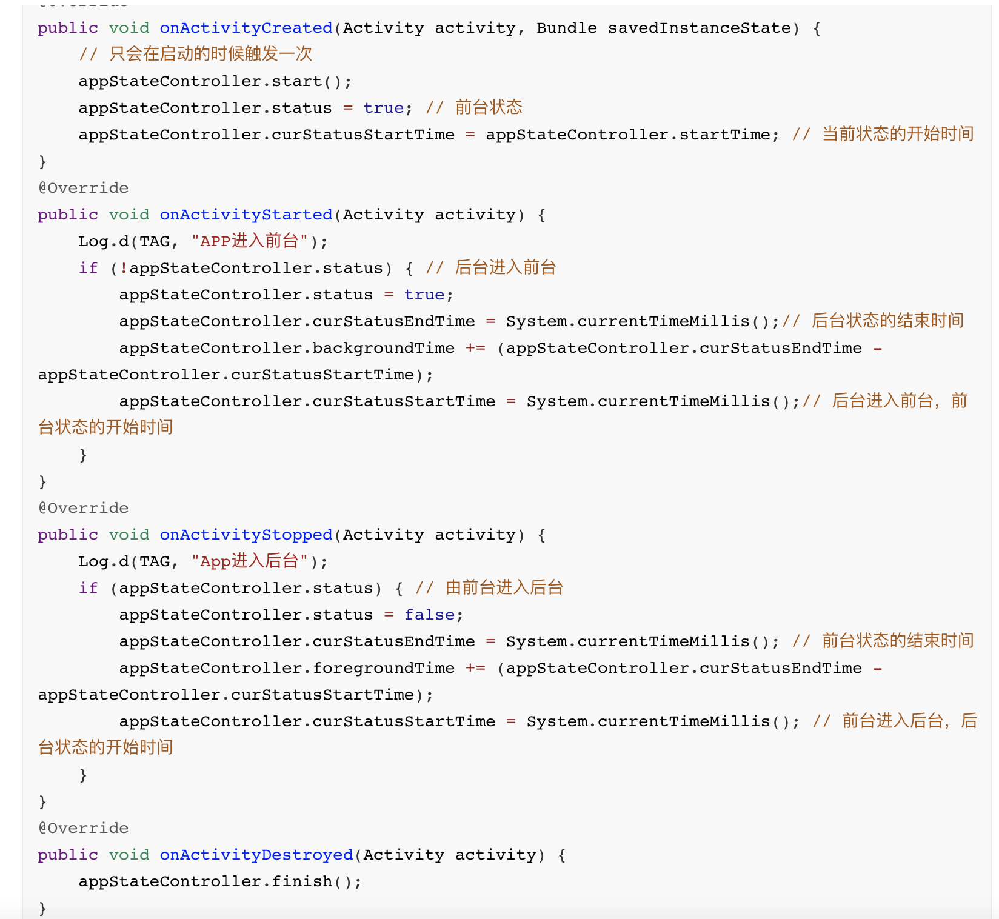 @Override
public void onActivityCreated(Activity activity, Bundle savedInstanceState) {
    // 只会在启动的时候触发一次
    appStateController.start();
    appStateController.status = true; // 前台状态
    appStateController.curStatusStartTime = appStateController.startTime; // 当前状态的开始时间
}
@Override
public void onActivityStarted(Activity activity) {
    Log.d(TAG, "APP进入前台");
    if (!appStateController.status) { // 后台进入前台
        appStateController.status = true;
        appStateController.curStatusEndTime = System.currentTimeMillis();// 后台状态的结束时间
        appStateController.backgroundTime += (appStateController.curStatusEndTime -
appStateController.curStatusStartTime);
        appStateController.curStatusStartTime = System.currentTimeMillis();// 后台进入前台，前
台状态的开始时间
    }
}
@Override
public void onActivityStopped(Activity activity) {
    Log.d(TAG, "App进入后台");
    if (appStateController.status) { // 由前台进入后台
        appStateController.status = false;
        appStateController.curStatusEndTime = System.currentTimeMillis(); // 前台状态的结束时间
        appStateController.foregroundTime += (appStateController.curStatusEndTime -
appStateController.curStatusStartTime);
        appStateController.curStatusStartTime = System.currentTimeMillis(); // 前台进入后台，后
台状态的开始时间
    }
}
@Override
public void onActivityDestroyed(Activity activity) {
    appStateController.finish();
}